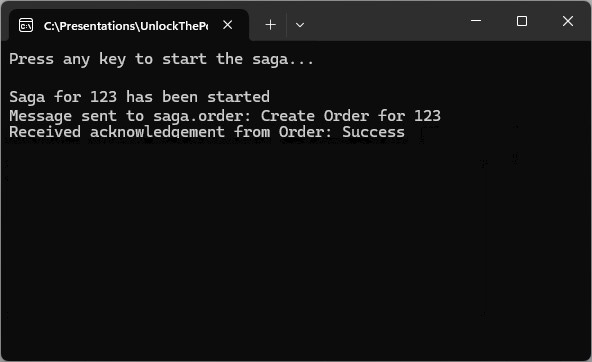 C:\Presentations\UnlockThePo
Press any key to start the saga...
Saga for 123 has been started
Message sent to saga.order: Create Order for 123
Received acknowledgement from Order: Success